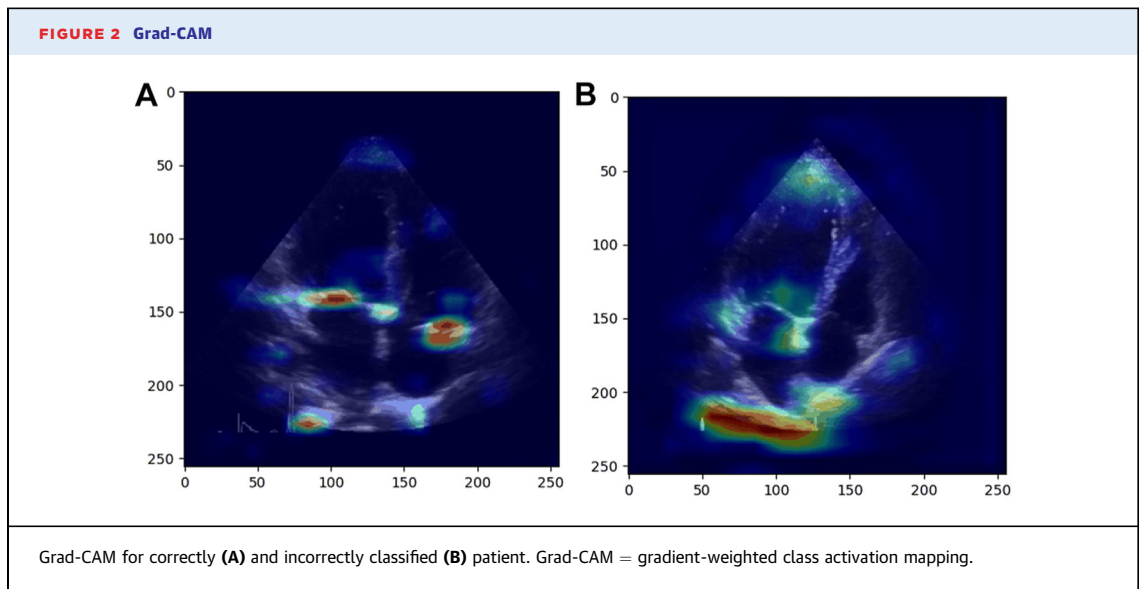 FIGURE 2 Grad-CAM
A
B
0
50
100
150
200
250
0 50 100 150 200 250
0
50
100
150
200
250
0 50 100 150 200 250
Grad-CAM for correctly (A) and incorrectly classified (B) patient. Grad-CAM = gradient-weighted class activation mapping.